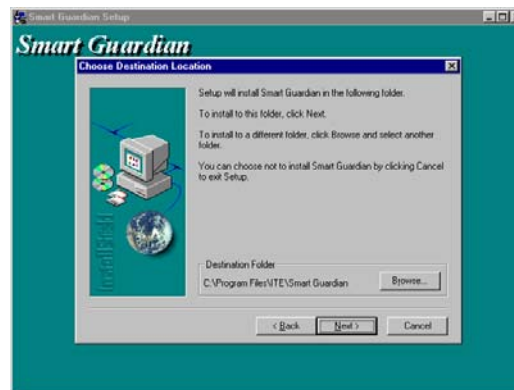 Smart Guardian Setup
Smart Guardian
Choose Destination Location
Setup will install Smart Guardian in the following folder.
To install to this folder, click Next.
To install to a different folder, click Browse and select another
folder.
You can choose not to install Smart Guardian by clicking Cancel
to exit Setup.
InstallShield
Destination Folder
C:\Program Files\ITE\Smart Guardian
Browse...
< Back
Next >
Cancel